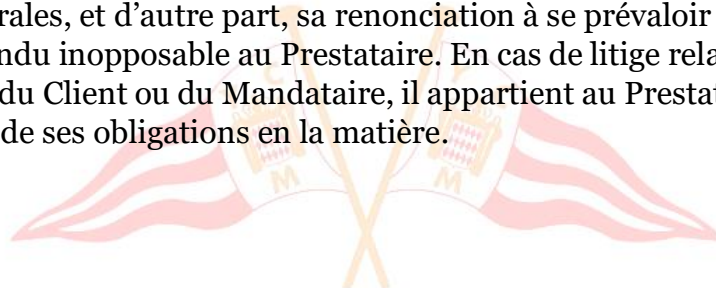 rales, et d’autre part, sa renonciation à se prévaloir
ndu inopposable au Prestataire. En cas de litige rela
du Client ou du Mandataire, il appartient au Prestat
de ses obligations en la matière.
C Y
M M